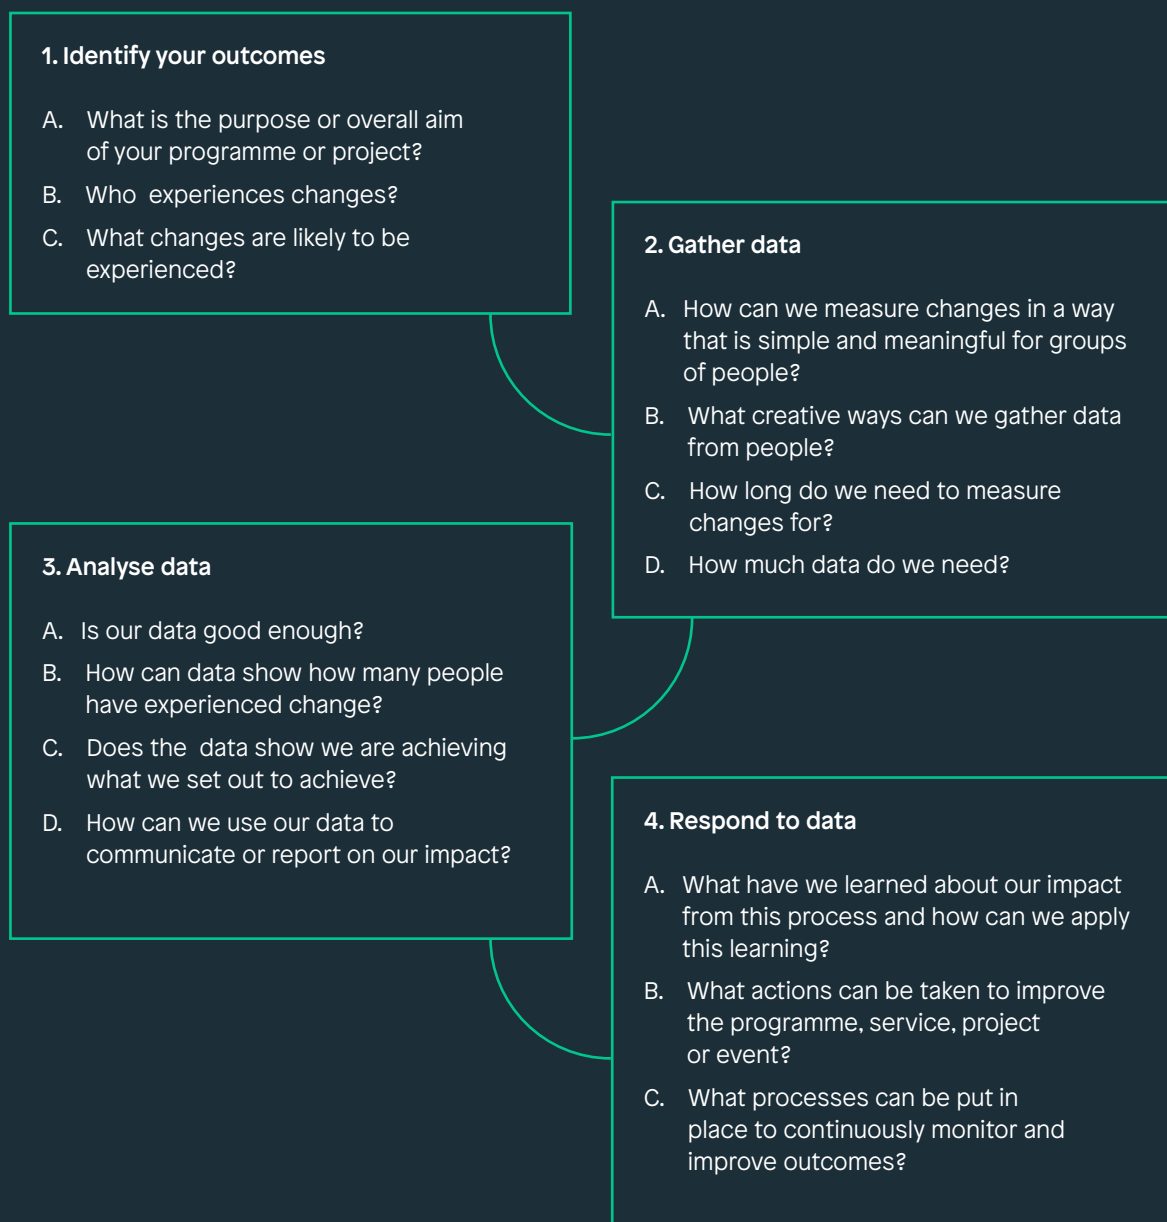 1. Identify your outcomes
A. What is the purpose or overall aim
of your programme or project?
B. Who experiences changes?
C. What changes are likely to be
experienced?
2. Gather data
A. How can we measure changes in a way
that is simple and meaningful for groups
of people?
B. What creative ways can we gather data
from people?
C. How long do we need to measure
changes for?
D. How much data do we need?
3. Analyse data
A. Is our data good enough?
B. How can data show how many people
have experienced change?
C. Does the data show we are achieving
what we set out to achieve?
D. How can we use our data to
communicate or report on our impact?
4. Respond to data
A. What have we learned about our impact
from this process and how can we apply
this learning?
B. What actions can be taken to improve
the programme, service, project
or event?
C. What processes can be put in
place to continuously monitor and
improve outcomes?